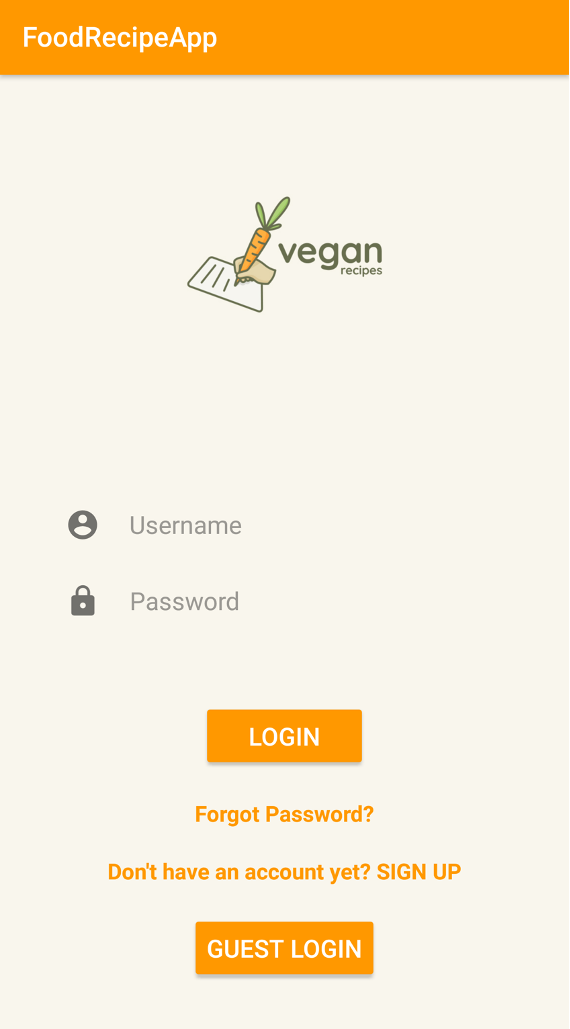 FoodRecipeApp
vegan
recipes
Username
Password
LOGIN
Forgot Password?
Don't have an account yet? SIGN UP
GUEST LOGIN